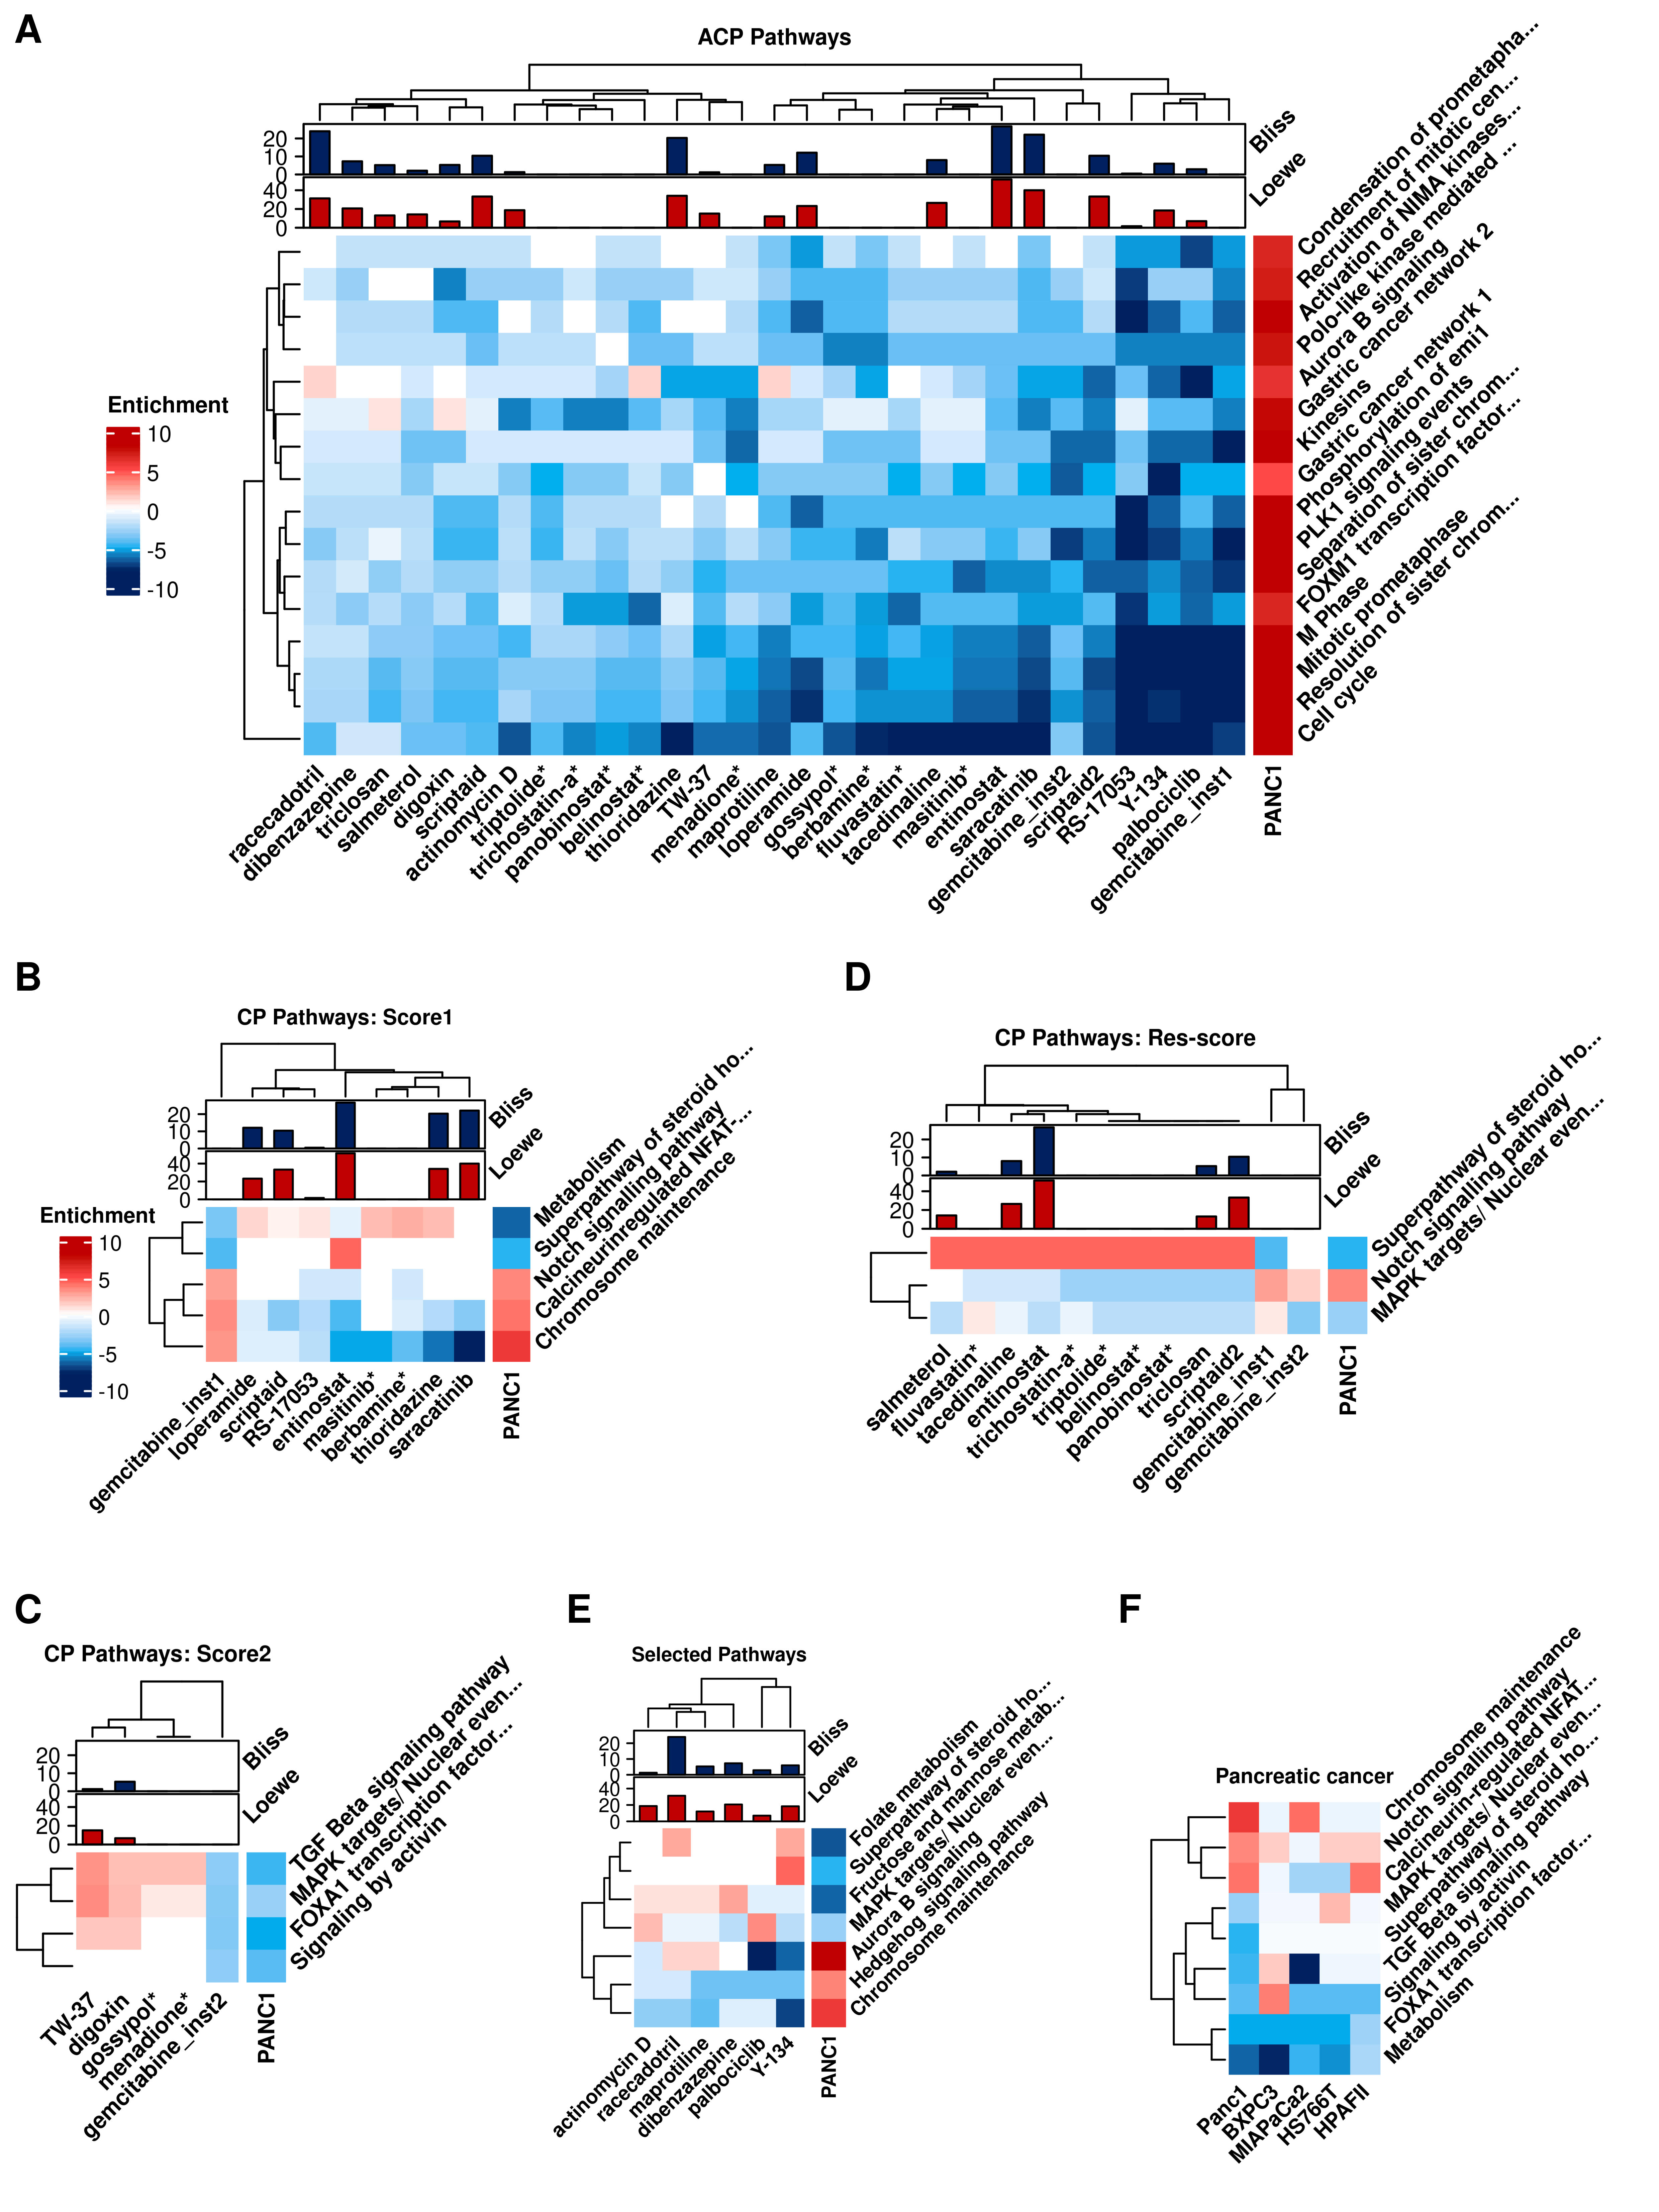 A
ACP Pathways
Bliss
Loewe
20
10
0
40
20
0
Condensation of prometapha...
Recruitment of mitotic cen...
Activation of NIMA kinases...
Polo-like kinase mediated ...
Aurora B signaling
Gastric cancer network 2
Kinesins
Gastric cancer network 1
Phosphorylation of emi1
PLK1 signaling events
Separation of sister chrom...
FOXM1 transcription factor...
M Phase
Mitotic prometaphase
Resolution of sister chrom...
Cell cycle
Entichment
10
5
0
-5
-10
racecadotril
dibenzazepine
triclosan
salmeterol
digoxin
scriptaid
actinomycin D
triptolide*
trichostatin-a*
panobinostat*
belinostat*
thioridazine
TW-37
menadione*
maprotiline
loperamide
gossypol*
berbamine*
fluvastatin*
tacedinaline
masitinib*
entinostat
saracatinib
gemcitabine_inst2
scriptaid2
RS-17053
Y-134
palbociclib
gemcitabine_inst1
PANC1
B
CP Pathways: Score1
Bliss
Loewe
20
10
0
40
20
0
Metabolism
Superpathway of steroid ho...
Notch signalling pathway
Calcineurinregulated NFAT-...
Chromosome maintenance
Entichment
10
5
0
-5
-10
gemcitabine_inst1
loperamide
scriptaid
RS-17053
entinostat
masitinib*
berbamine*
thioridazine
saracatinib
PANC1
D
CP Pathways: Res-score
Bliss
Loewe
20
10
0
40
20
0
Superpathway of steroid ho...
Notch signalling pathway
MAPK targets/ Nuclear even...
salmeterol
fluvastatin*
tacedinaline
entinostat
trichostatin-a*
triptolide*
belinostat*
panobinostat*
triclosan
scriptaid2
gemcitabine_inst1
gemcitabine_inst2
PANC1
C
CP Pathways: Score2
Bliss
Loewe
20
10
0
40
20
0
TGF Beta signaling pathway
MAPK targets/ Nuclear even...
FOXA1 transcription factor...
Signaling by activin
TW-37
digoxin
gossypol*
menadione*
gemcitabine_inst2
PANC1
E
Selected Pathways
Bliss
Loewe
20
10
0
40
20
0
Folate metabolism
Superpathway of steroid ho...
Fructose and mannose metab...
MAPK targets/ Nuclear even...
Aurora B signaling
Hedgehog signaling pathway
Chromosome maintenance
actinomycin D
racecadotril
maprotiline
dibenzazepine
palbociclib
Y-134
PANC1
F
Pancreatic cancer
Chromosome maintenance
Notch signalling pathway
Calcineurin-regulated NFAT...
MAPK targets/ Nuclear even...
Superpathway of steroid ho...
TGF Beta signaling pathway
Signaling by activin
FOXA1 transcription factor...
Metabolism
Panc1
BXPC3
MIAPaCa2
HS766T
HPAFII